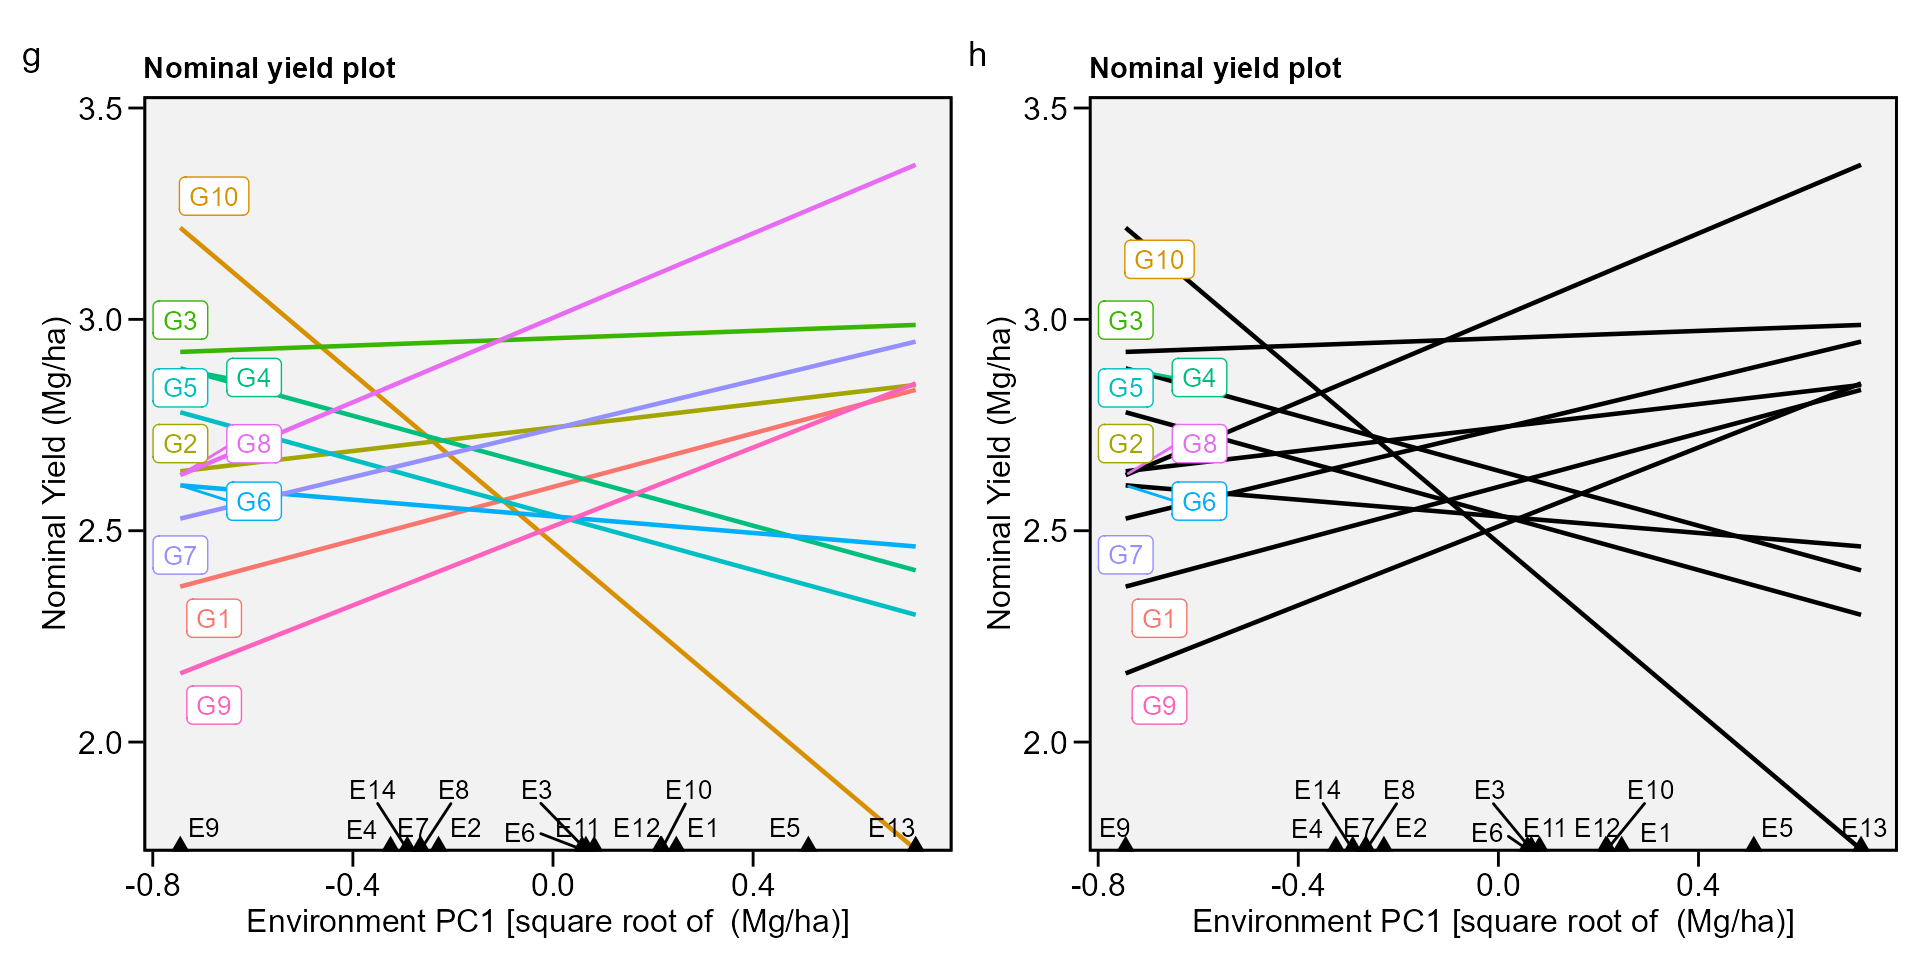 g
Nominal yield plot
3.5
3.0
2.5
2.0
Nominal Yield (Mg/ha)
G10
G3
G4
G5
G2
G8
G6
G7
G1
G9
E14
E8
E3
E10
E9
E4
E7
E2
E6
E11
E12
E1
E5
E13
-0.8
-0.4
0.0
0.4
Environment PC1 [square root of  (Mg/ha)]
h
Nominal yield plot
3.5
3.0
2.5
2.0
Nominal Yield (Mg/ha)
G10
G3
G4
G5
G2
G8
G6
G7
G1
G9
E14
E8
E3
E10
E9
E4
E7
E2
E6
E11
E12
E1
E5
E13
-0.8
-0.4
0.0
0.4
Environment PC1 [square root of  (Mg/ha)]